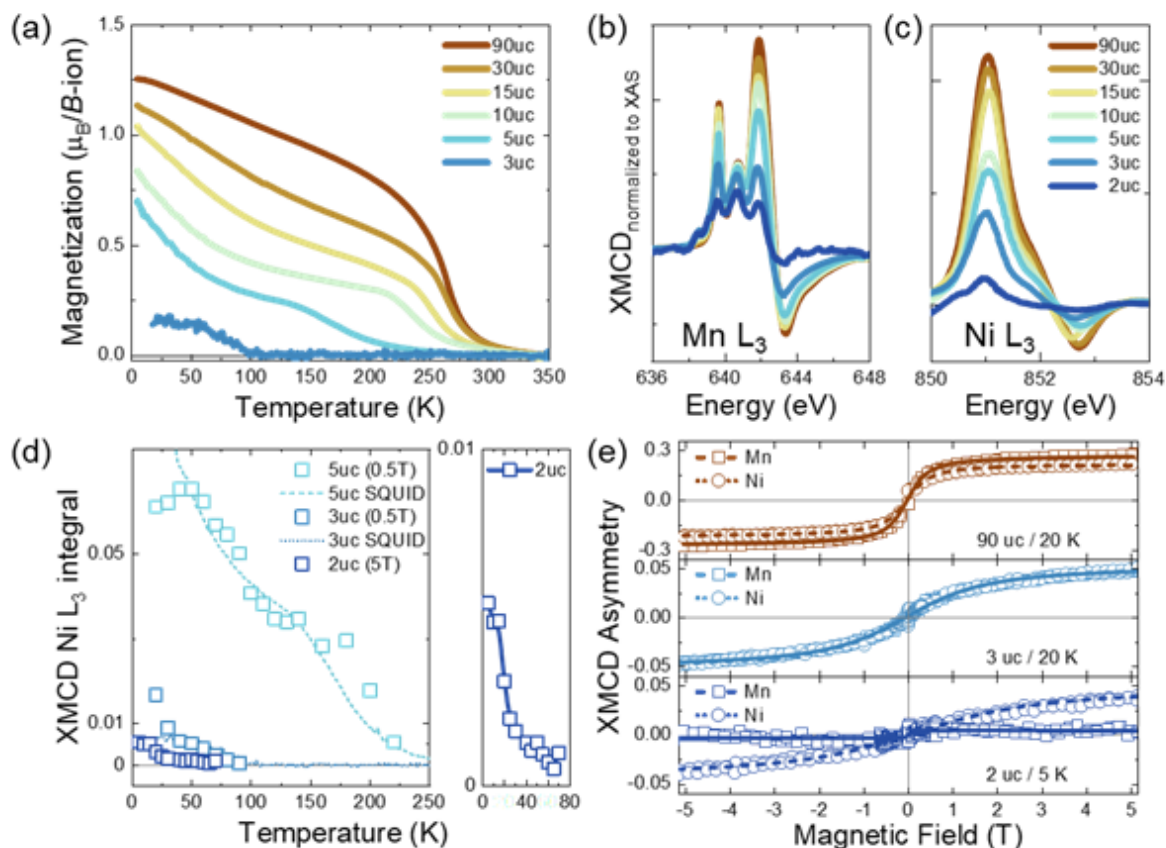 (a)
Magnetization (μB/B-ion)
1.5
1.0
0.5
0.0
90uc
30uc
15uc
10uc
5uc
3uc
0 50 100 150 200 250 300 350
Temperature (K)
(b)
XMCD normalized to XAS
Mn L3
636 640 644 648
Energy (eV)
(c)
90uc
30uc
15uc
10uc
5uc
3uc
2uc
Ni L3
850 852 854
Energy (eV)
(d)
XMCD Ni L3 integral
0.05
0.01
0
5uc (0.5T)
5uc SQUID
3uc (0.5T)
3uc SQUID
2uc (5T)
0 50 100 150 200 250
Temperature (K)
0.01
0
2uc
0 40 80
(e)
XMCD Asymmetry
0.3
0.0
-0.3
Mn
Ni
90 uc / 20 K
0.05
0.00
-0.05
Mn
Ni
3 uc / 20 K
0.05
0.00
-0.05
Mn
Ni
2 uc / 5 K
-5 -4 -3 -2 -1 0 1 2 3 4 5
Magnetic Field (T)